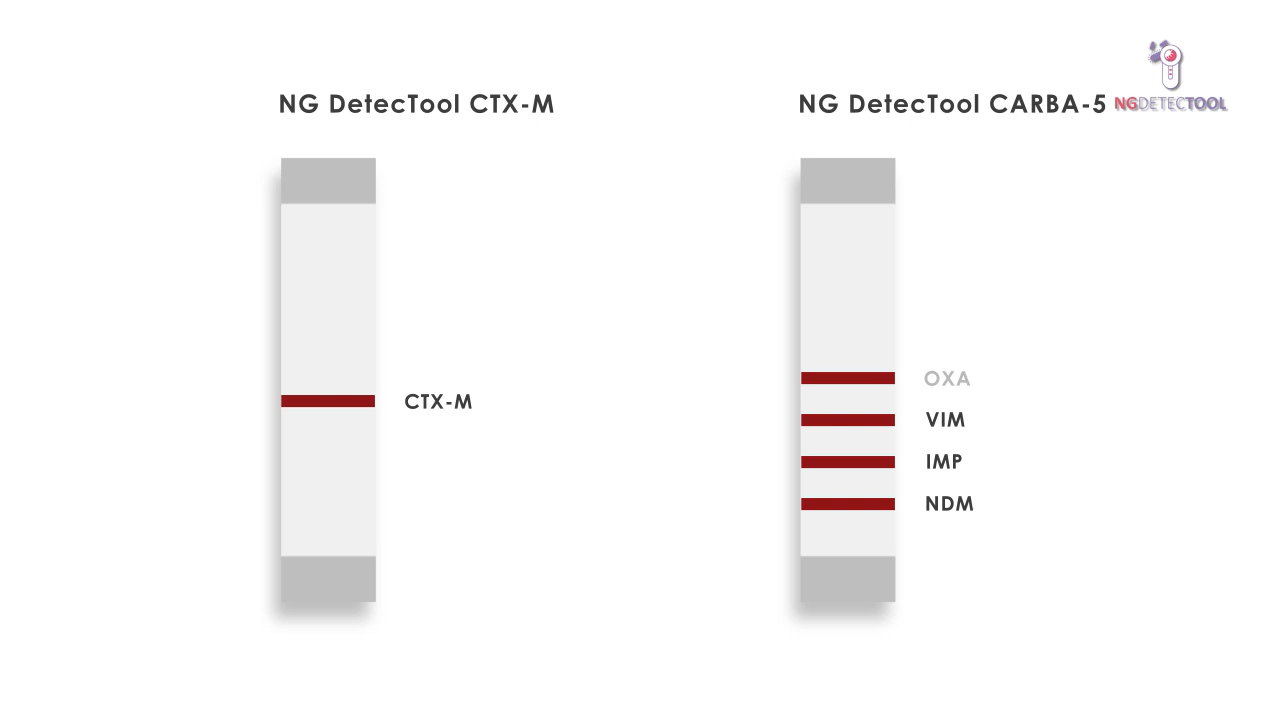 NG DetecTool CTX-M
NG DetecTool CARBA-5
NGDETECTOOL
CTX-M
OXA
VIM
IMP
NDM